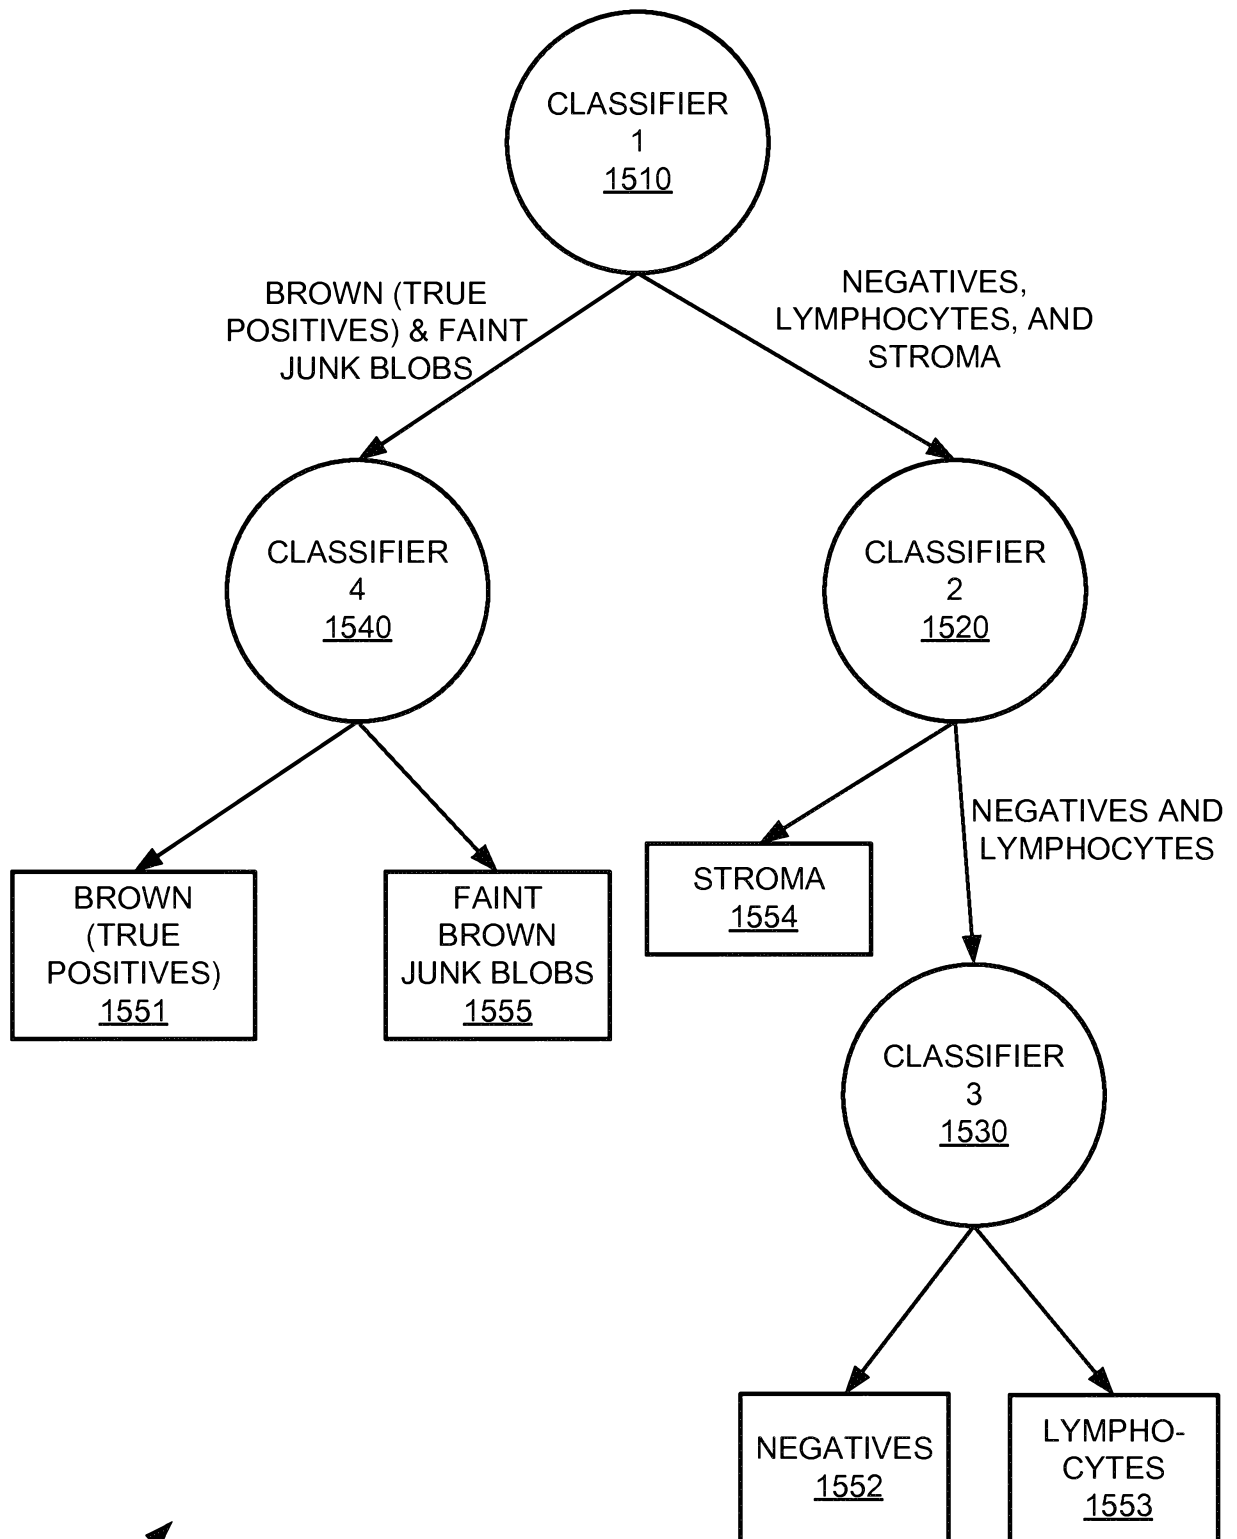 CLASSIFIER
1
1510
BROWN (TRUE
POSITIVES) & FAINT
JUNK BLOBS
NEGATIVES,
LYMPHOCYTES, AND
STROMA
CLASSIFIER
4
1540
CLASSIFIER
2
1520
NEGATIVES AND
LYMPHOCYTES
BROWN
(TRUE
POSITIVES)
1551
FAINT
BROWN
JUNK BLOBS
1555
STROMA
1554
CLASSIFIER
3
1530
NEGATIVES
1552
LYMPHO-
CYTES
1553